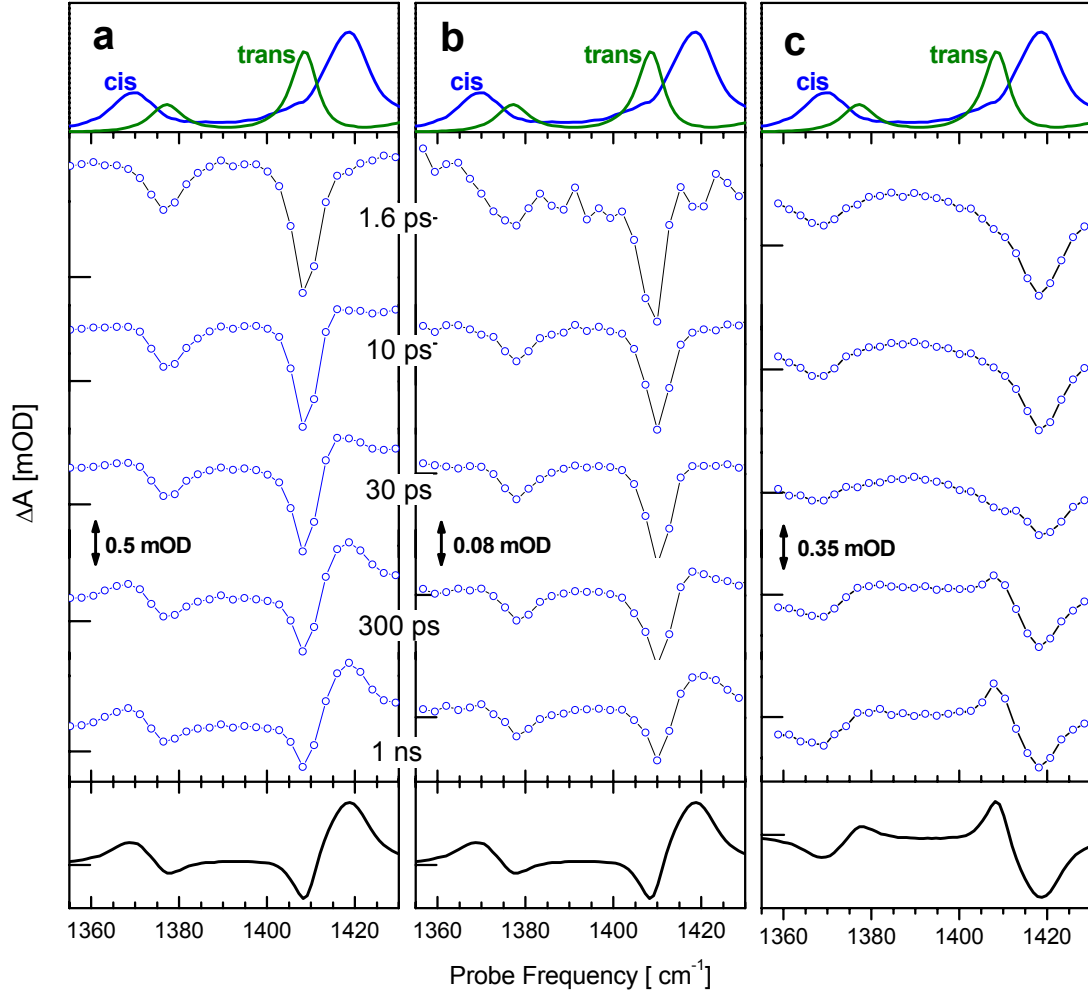 a
b
c
cis
trans
cis
trans
cis
trans
1.6 ps
10 ps
30 ps
300 ps
1 ns
0.5 mOD
0.08 mOD
0.35 mOD
ΔA [mOD]
1360 1380 1400 1420
1360 1380 1400 1420
1360 1380 1400 1420
Probe Frequency [ cm⁻¹]